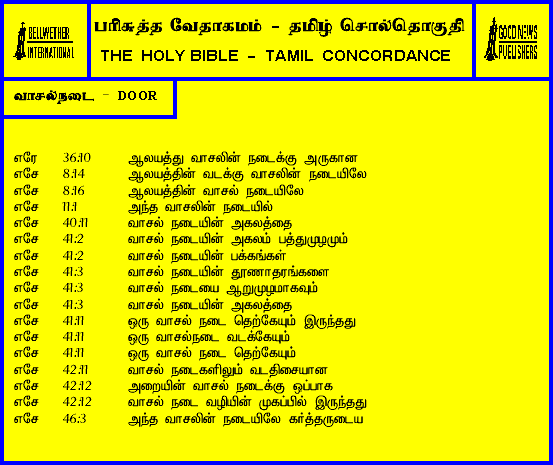 BELLWETHER
INTERNATIONAL
பரிசுத்த வேதாகமம் - தமிழ் சொல்தொகுதி
THE HOLY BIBLE - TAMIL CONCORDANCE
GOOD NEWS
PUBLISHERS
வாசல்நடை - DOOR
எரே 36:10 ஆலயத்து வாசலின் நடைக்கு அருகான
எசே 8:14 ஆலயத்தின் வடக்கு வாசலின் நடையிலே
எசே 8:16 ஆலயத்தின் வாசல் நடையிலே
எசே 11:1 அந்த வாசலின் நடையில்
எசே 40:11 வாசல் நடையின் அகலத்தை
எசே 41:2 வாசல் நடையின் அகலம் பத்துமுழமும்
எசே 41:2 வாசல் நடையின் பக்கங்கள்
எசே 41:3 வாசல் நடையின் தூணாதரங்களை
எசே 41:3 வாசல் நடையை ஆறுமுழமாகவும்
எசே 41:3 வாசல் நடையின் அகலத்தை
எசே 41:11 ஒரு வாசல் நடை தெற்கேயும் இருந்தது
எசே 41:11 ஒரு வாசல்நடை வடக்கேயும்
எசே 41:11 ஒரு வாசல் நடை தெற்கேயும்
எசே 42:11 வாசல் நடைகளிலும் வடதிசையான
எசே 42:12 அறையின் வாசல் நடைக்கு ஒப்பாக
எசே 42:12 வாசல் நடை வழியின் முகப்பில் இருந்தது
எசே 46:3 அந்த வாசலின் நடையிலே கர்த்தருடைய